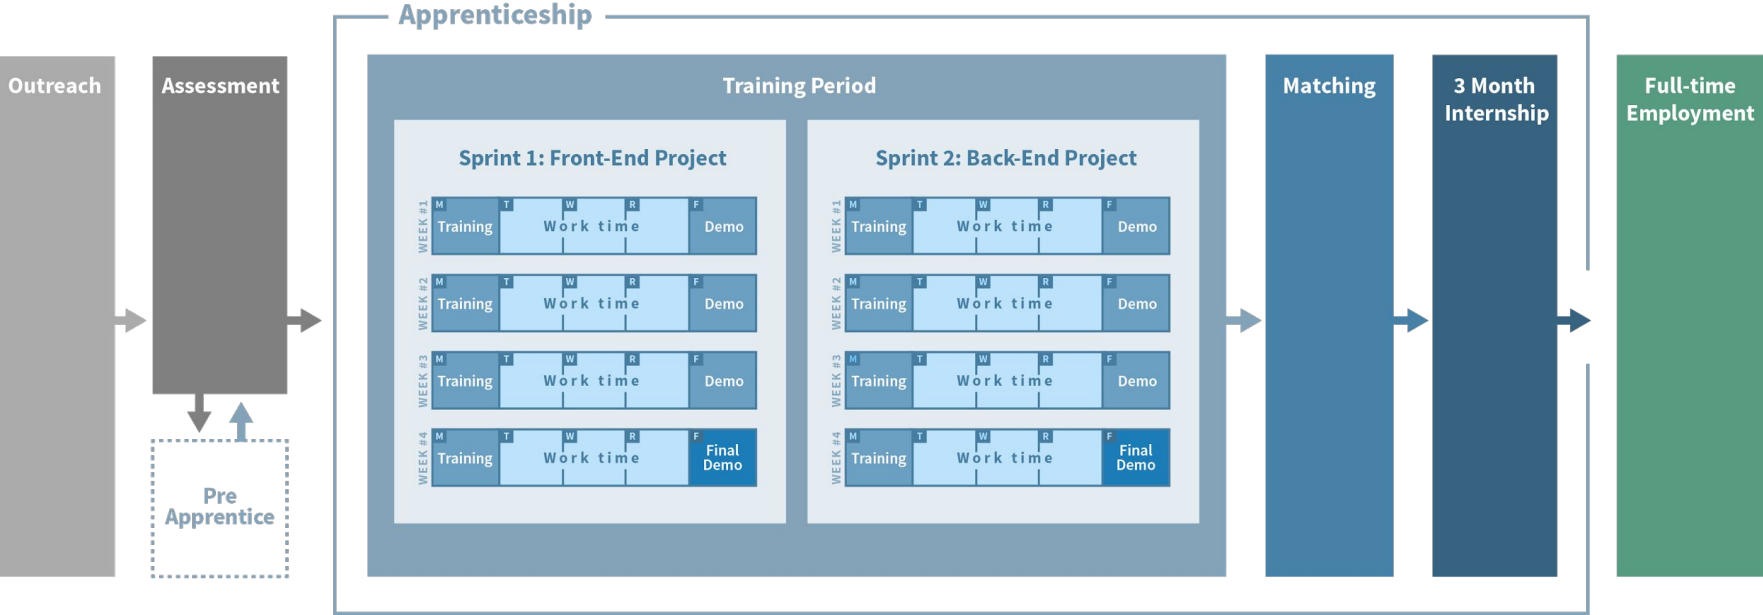 Apprenticeship
Outreach
Assessment
Pre
Apprentice
Training Period
Sprint 1: Front-End Project
WEEK #1
M T W R F
Training Work time Demo
WEEK #2
M T W R F
Training Work time Demo
WEEK #3
M T W R F
Training Work time Demo
WEEK #4
M T W R F
Training Work time Final
Demo
Sprint 2: Back-End Project
WEEK #1
M T W R F
Training Work time Demo
WEEK #2
M T W R F
Training Work time Demo
WEEK #3
M T W R F
Training Work time Demo
WEEK #4
M T W R F
Training Work time Final
Demo
Matching
3 Month
Internship
Full-time
Employment